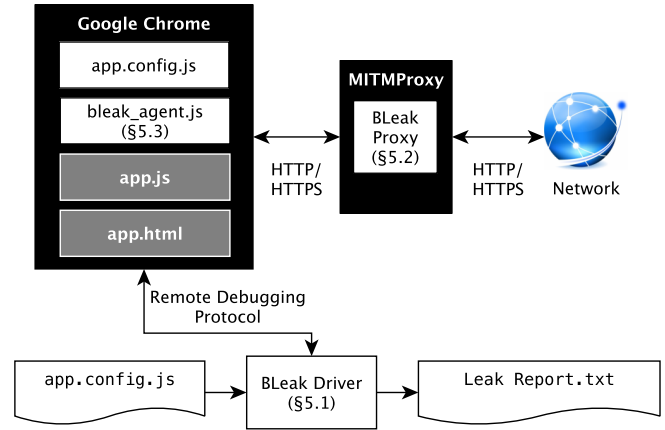 Google Chrome
app.config.js
bleak_agent.js
(§5.3)
app.js
app.html
HTTP/
HTTPS
MITMProxy
BLeak
Proxy
(§5.2)
HTTP/
HTTPS
Network
Remote Debugging
Protocol
app.config.js
BLeak Driver
(§5.1)
Leak Report.txt